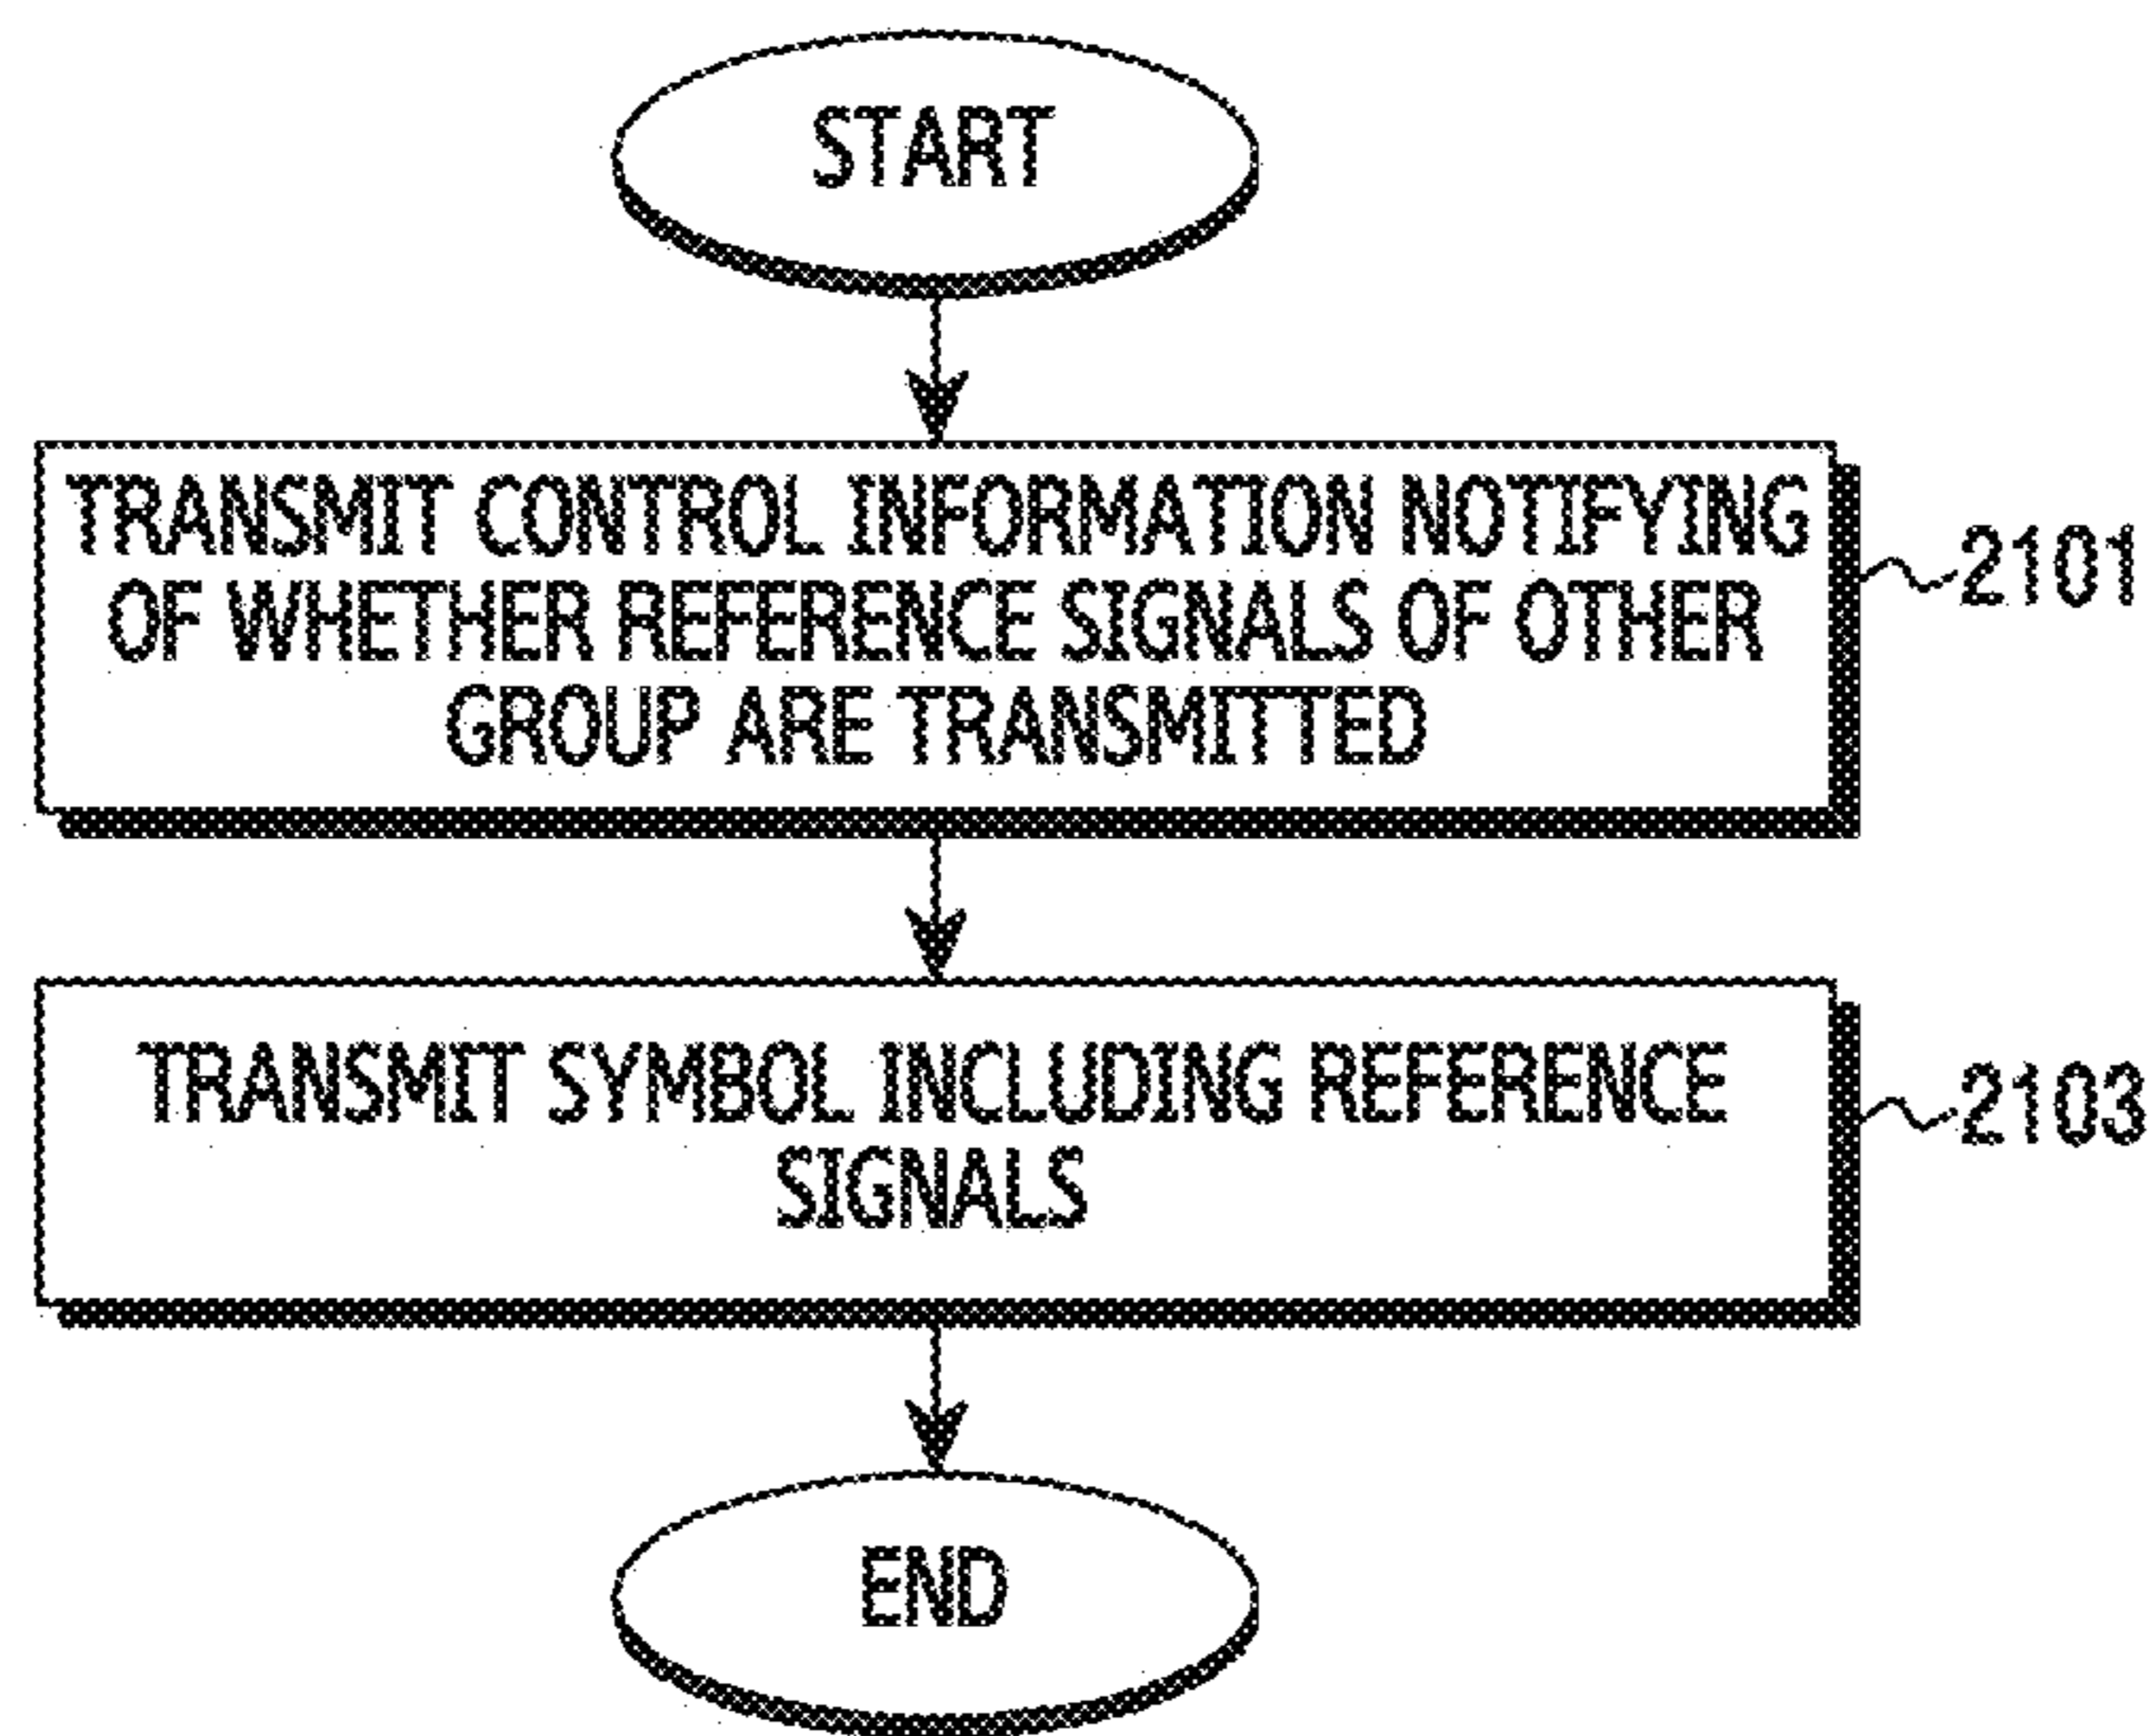 START
TRANSMIT CONTROL INFORMATION NOTIFYING
OF WHETHER REFERENCE SIGNALS OF OTHER
GROUP ARE TRANSMITTED
2101
TRANSMIT SYMBOL INCLUDING REFERENCE
SIGNALS
2103
END